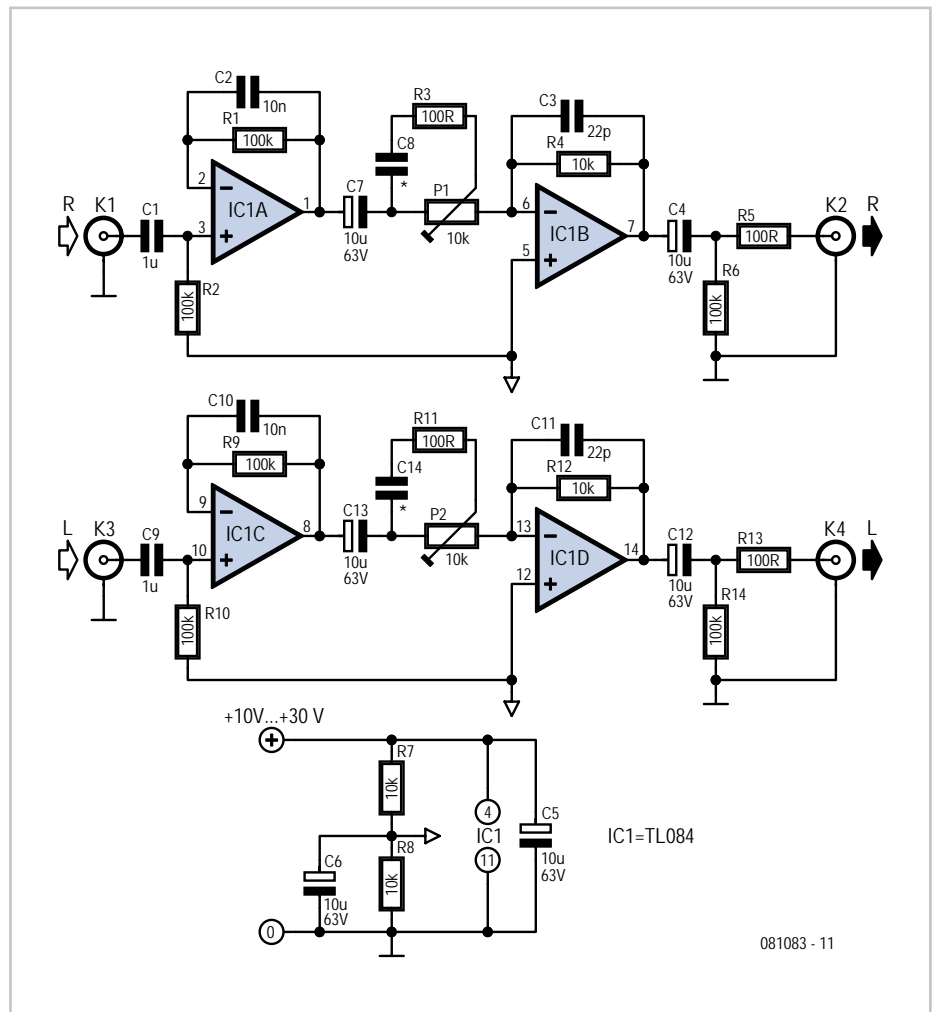 C2
10n
R1
100k
2
3
1
IC1A
R
K1
C1
1u
R2
100k
C7
10u
63V
C8
*
R3
100R
P1
10k
C3
22p
R4
10k
6
5
7
IC1B
C4
10u
63V
R5
100R
R6
100k
K2
R
C10
10n
R9
100k
9
10
8
IC1C
L
K3
C9
1u
R10
100k
C13
10u
63V
C14
*
R11
100R
P2
10k
C11
22p
R12
10k
13
12
14
IC1D
C12
10u
63V
R13
100R
R14
100k
K4
L
+10V...+30 V
R7
10k
R8
10k
C6
10u
63V
0
4
IC1
11
C5
10u
63V
IC1=TL084
081083 - 11